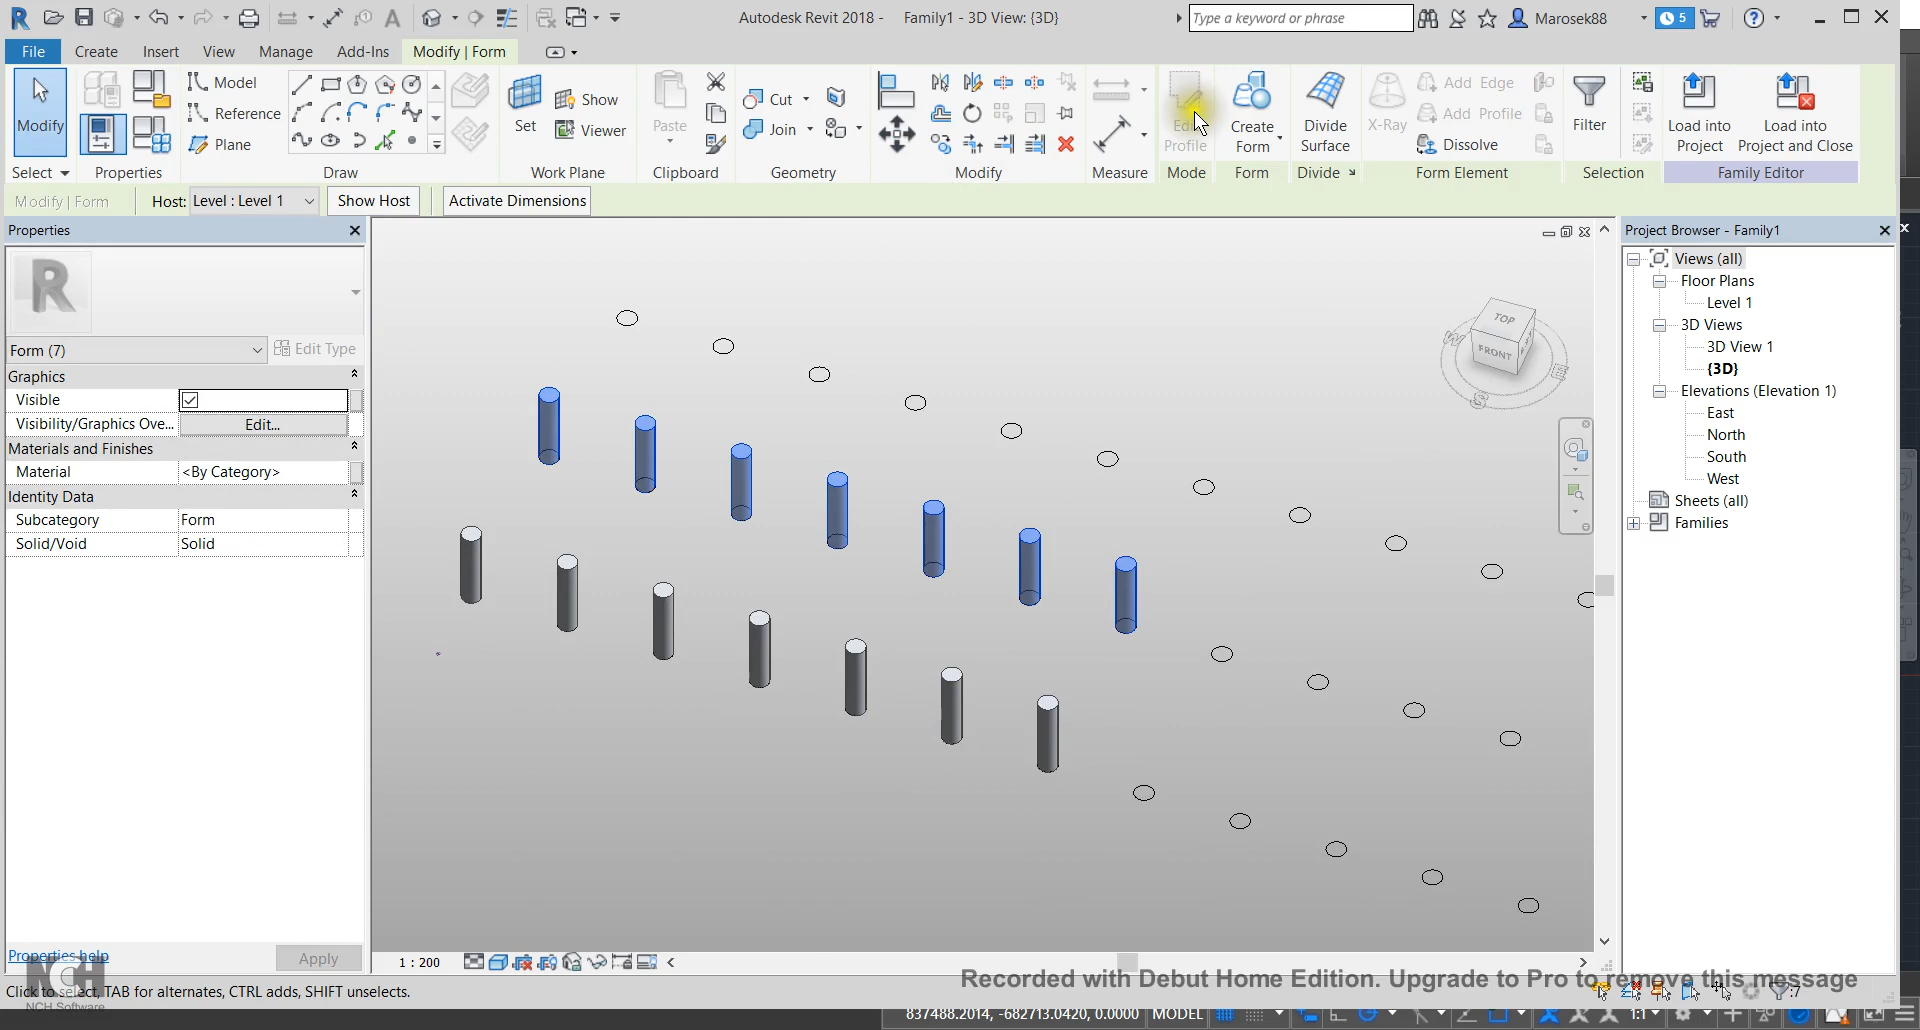 Autodesk Revit 2018 - Family1 - 3D View: {3D}
Type a keyword or phrase
Marosek88
5
File Create Insert View Manage Add-Ins Modify | Form
Modify
Model
Reference
Plane
Set
Show
Viewer
Paste
Cut
Join
Edit Profile
Create Form
Divide Surface
X-Ray
Add Edge
Add Profile
Dissolve
Filter
Load into Project
Load into Project and Close
Select Properties Draw Work Plane Clipboard Geometry Modify Measure Mode Form Divide Form Element Selection Family Editor
Modify | Form Host: Level : Level 1 Show Host Activate Dimensions
Properties
Form (7) Edit Type
Graphics
Visible
Visibility/Graphics Ove... Edit...
Materials and Finishes
Material <By Category>
Identity Data
Subcategory Form
Solid/Void Solid
Properties help Apply
TOP
FRONT
W
S
Project Browser - Family1
Views (all)
Floor Plans
Level 1
3D Views
3D View 1
{3D}
Elevations (Elevation 1)
East
North
South
West
Sheets (all)
Families
1 : 200
Recorded with Debut Home Edition. Upgrade to Pro to remove this message
NCH
NCH Software
Click to select, TAB for alternates, CTRL adds, SHIFT unselects.
:7
837488.2014, -682713.0420, 0.0000 MODEL 1:1